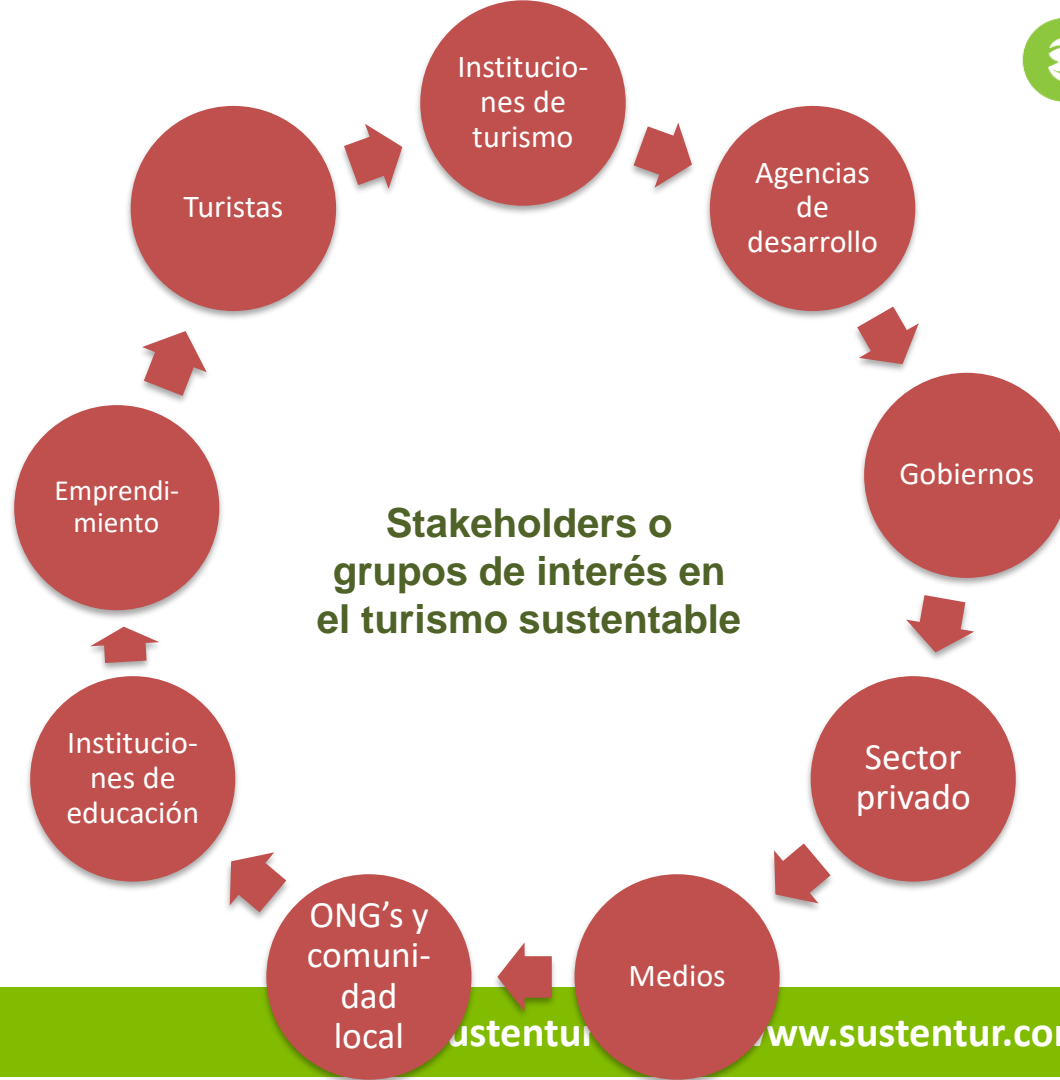 Institucio-
nes de
turismo
Agencias
de
desarrollo
Gobiernos
Sector
privado
Medios
ONG's y
comuni-
dad
local
Institucio-
nes de
educación
Emprendi-
miento
Turistas
Stakeholders o
grupos de interés en
el turismo sustentable
ustentur
ww.sustentur.co